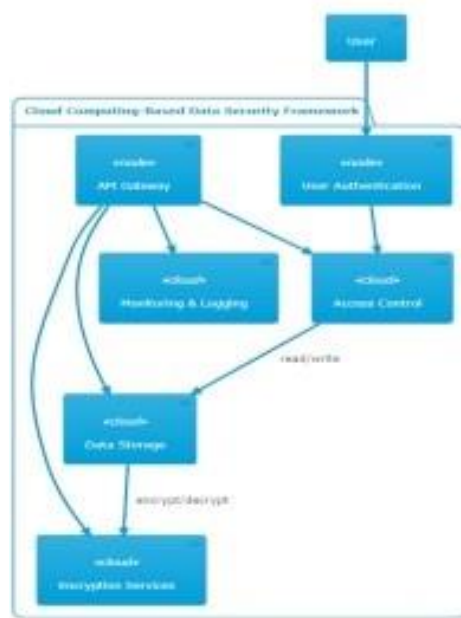 User
Cloud Computing-Based Data Security Framework
«node»
API Gateway
«node»
User Authentication
«cloud»
Monitoring & Logging
«cloud»
Access Control
read/write
«cloud»
Data Storage
encrypt/decrypt
«cloud»
Encryption Services